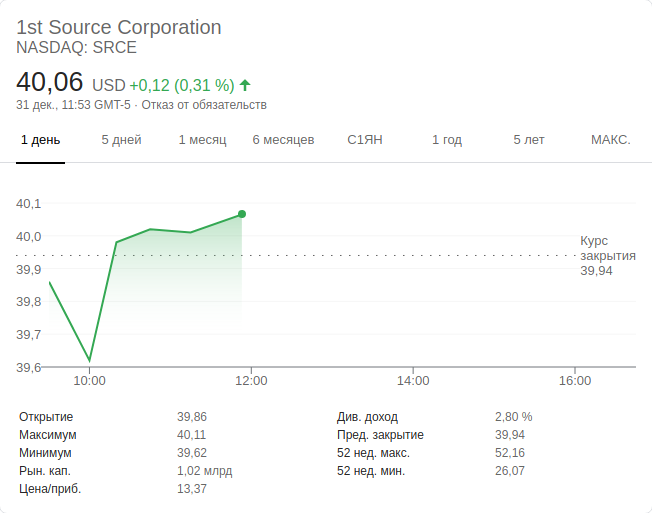 1st Source Corporation
NASDAQ: SRCE
40,06 USD +0,12 (0,31 %)
31 дек., 11:53 GMT-5 · Отказ от обязательств
1 день 5 дней 1 месяц 6 месяцев С1ЯН 1 год 5 лет МАКС.
40,1
40,0
39,9
39,8
39,7
39,6
Курс
закрытия
39,94
10:00 12:00 14:00 16:00
Открытие 39,86 Див. доход 2,80 %
Максимум 40,11 Пред. закрытие 39,94
Минимум 39,62 52 нед. макс. 52,16
Рын. кап. 1,02 млрд 52 нед. мин. 26,07
Цена/приб. 13,37